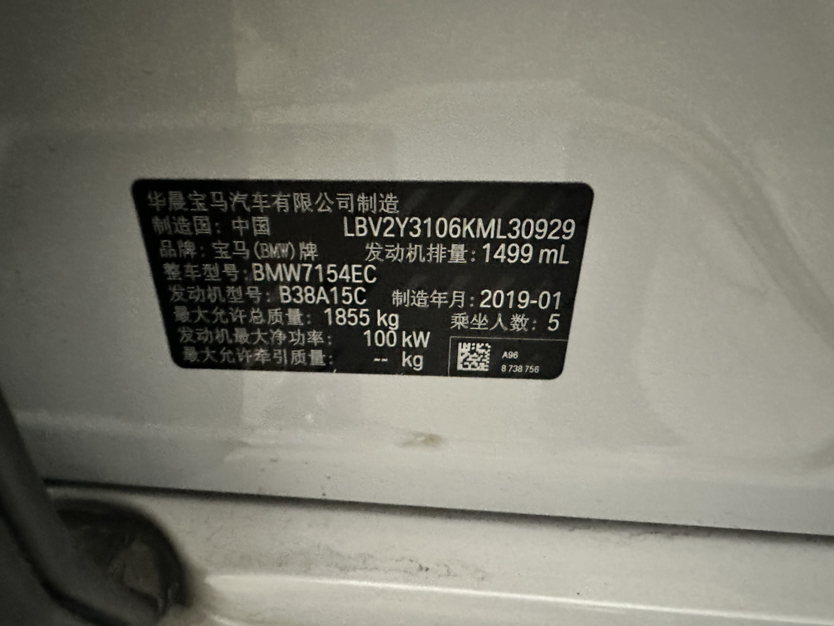 华晨宝马汽车有限公司制造
制造国: 中国 LBV2Y3106KML30929
品牌: 宝马(BMW)牌 发动机排量: 1499 mL
整车型号: BMW7154EC
发动机型号: B38A15C 制造年月: 2019-01
最大允许总质量: 1855 kg 乘坐人数: 5
发动机最大净功率: 100 kW
最大允许牵引质量: -- kg
A96
8 738 756